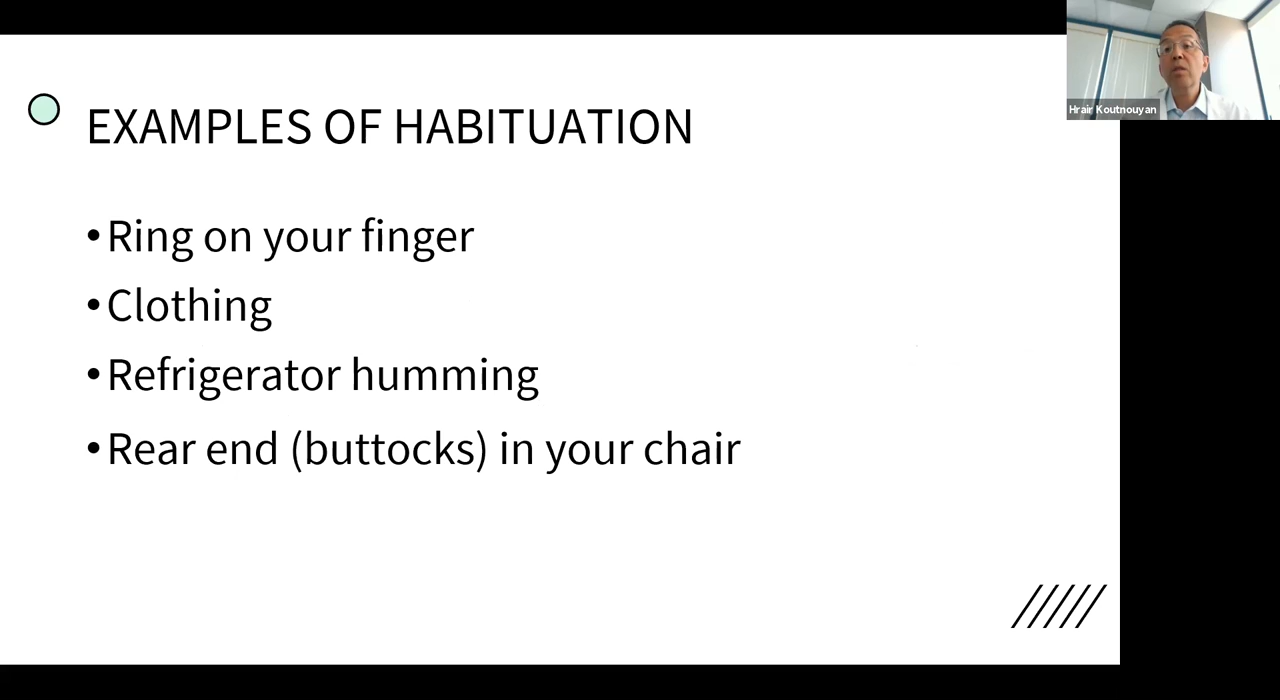 EXAMPLES OF HABITUATION
• Ring on your finger
• Clothing
• Refrigerator humming
• Rear end (buttocks) in your chair
Hrair Koutnouyan